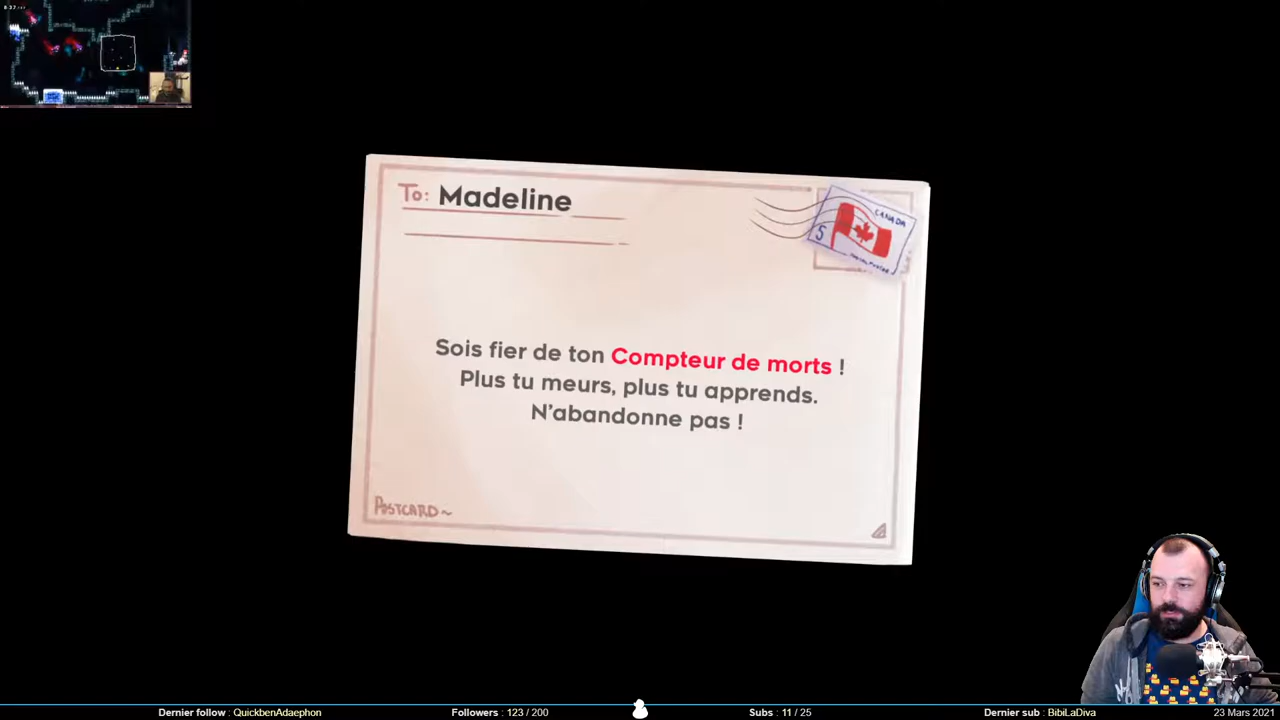 To: Madeline
CANADA
5
Sois fier de ton Compteur de morts !
Plus tu meurs, plus tu apprends.
N'abandonne pas !
POSTCARD~
Dernier follow : QuickbenAdaephon
Followers : 123 / 200
Subs : 11 / 25
Dernier sub : BibiLaDiva
23 Mars 2021